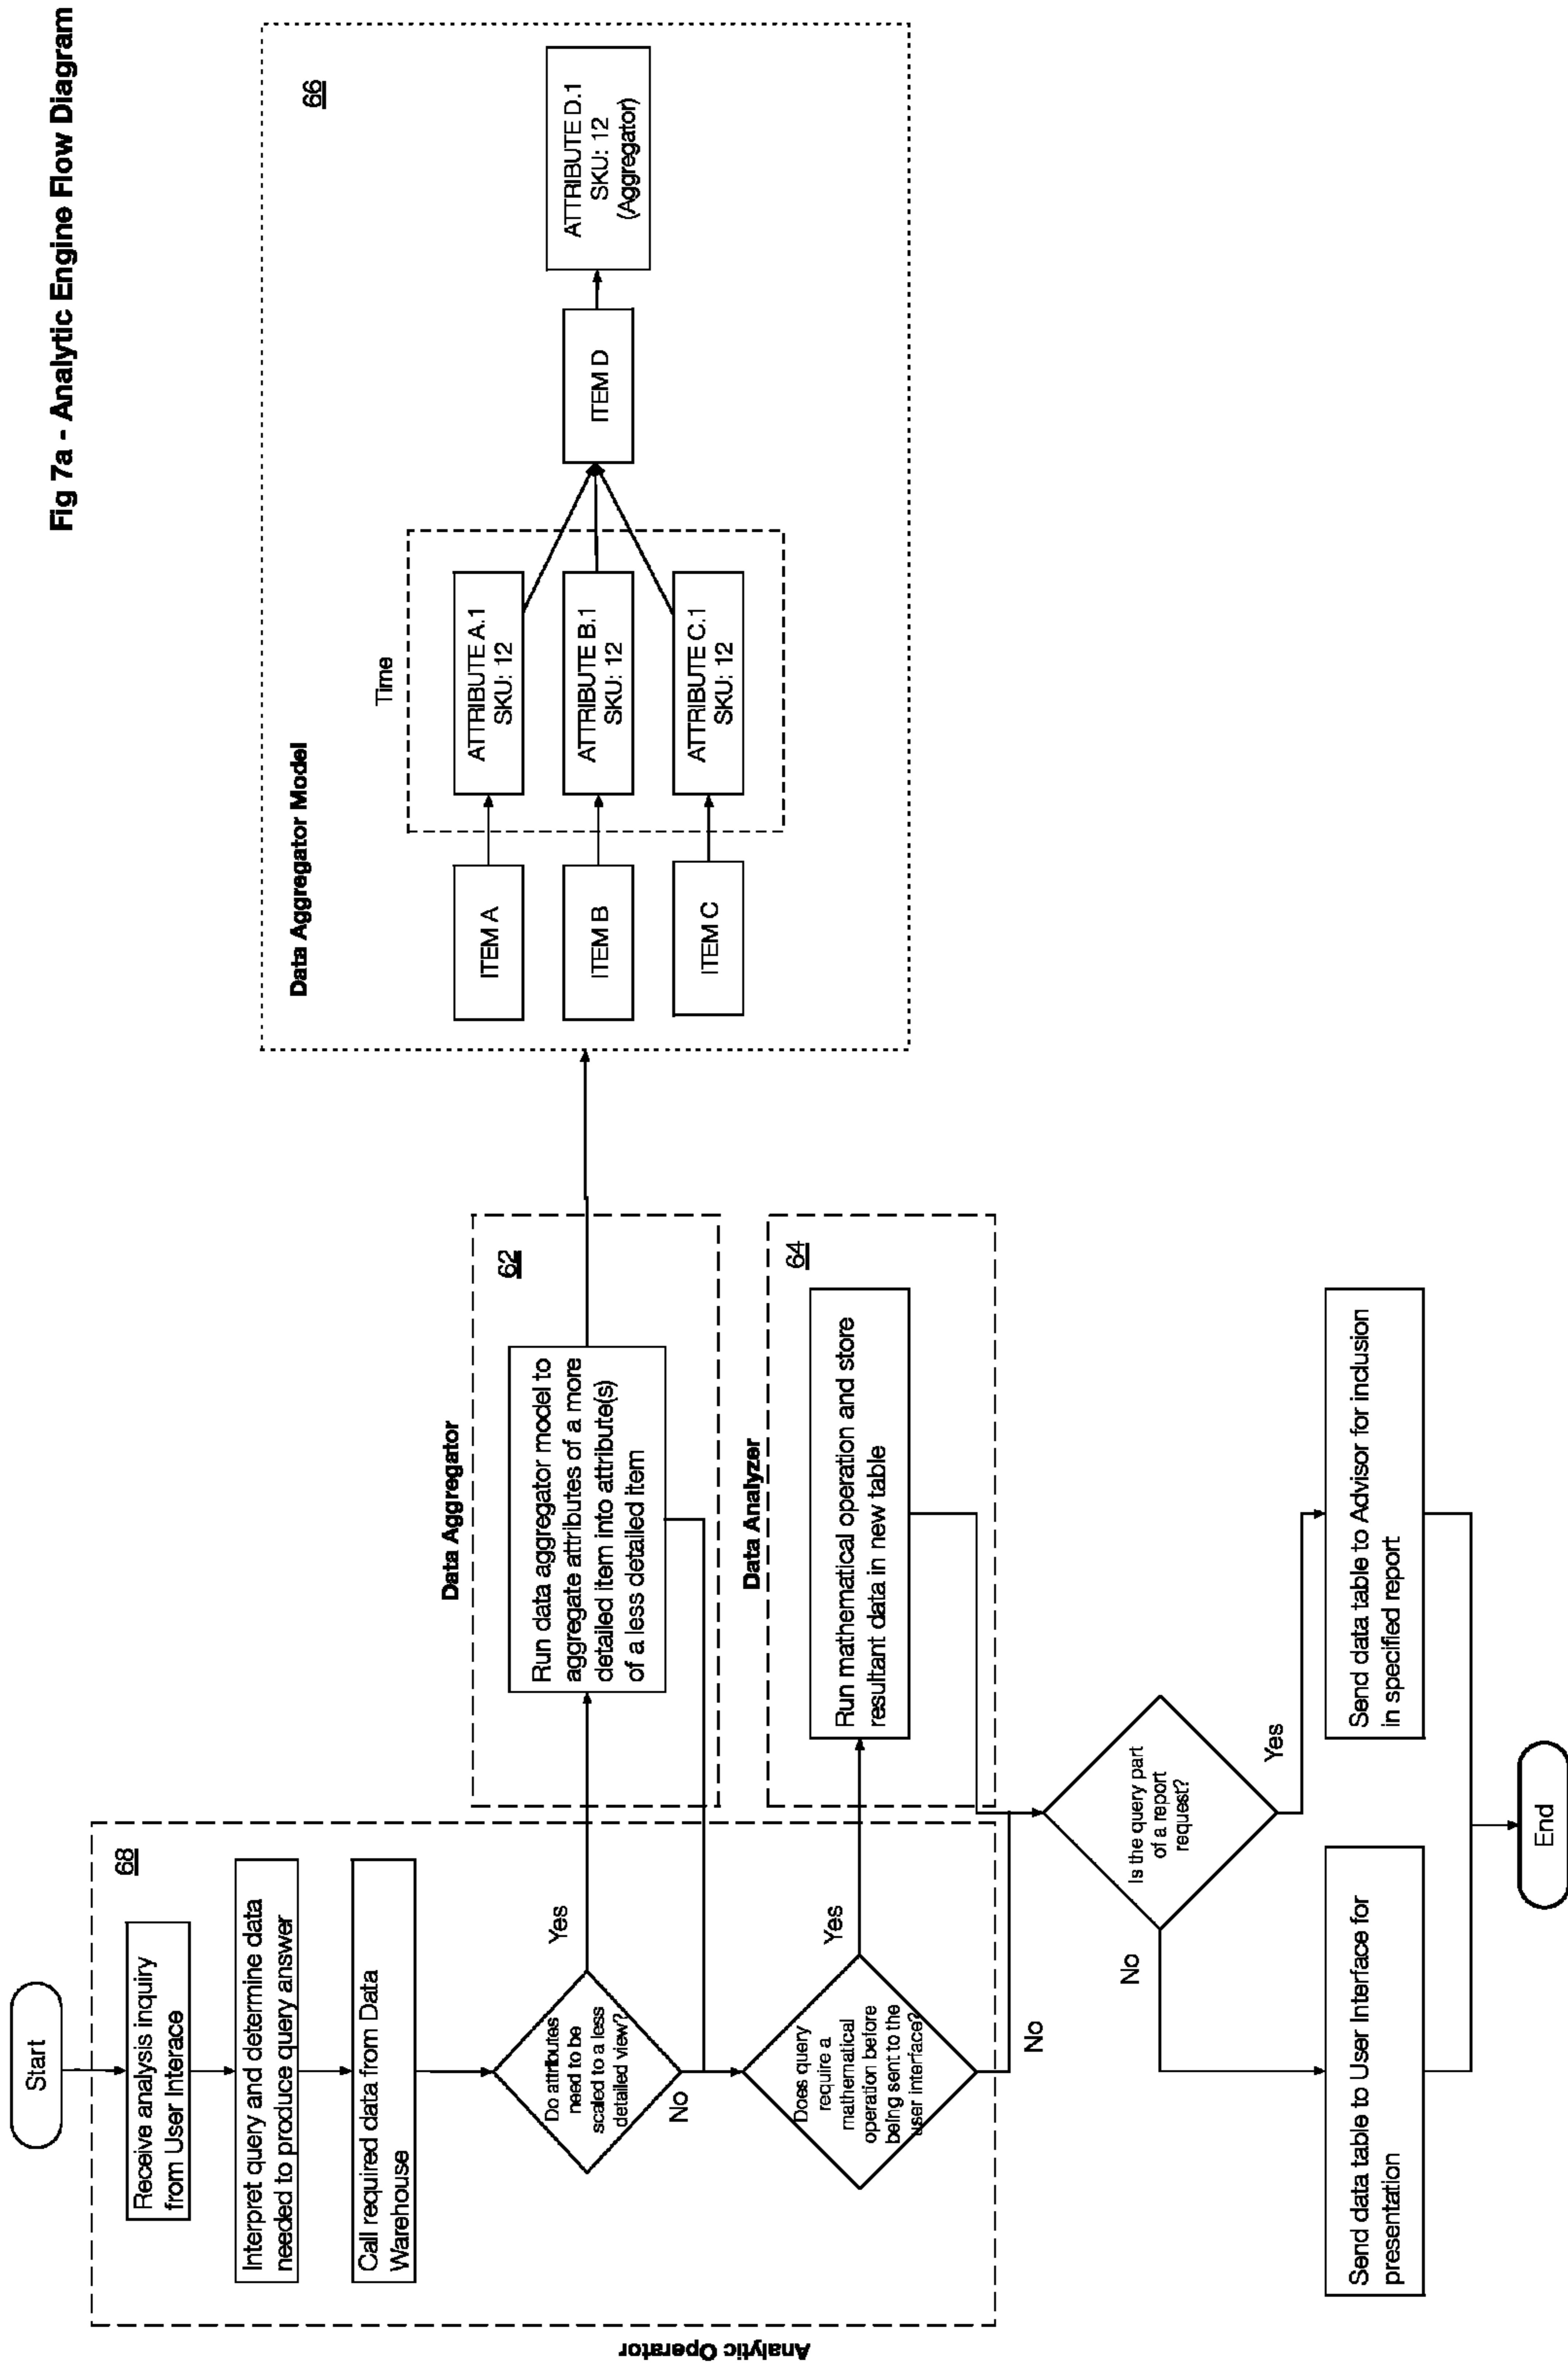 Fig 7a - Analytic Engine Flow Diagram
Start
Analytic Operator
68
Receive analysis inquiry
from User Interace
Interpret query and determine data
needed to produce query answer
Call required data from Data
Warehouse
Do attributes
need to be
scaled to a less
detailed view?
Yes
No
Does query
require a
mathematical
operation before
being sent to the
user interface?
Yes
No
Data Aggregator
62
Run data aggregator model to
aggregate attributes of a more
detailed item into attribute(s)
of a less detailed item
Data Analyzer
64
Run mathematical operation and store
resultant data in new table
Data Aggregator Model
66
Time
ITEM A
ATTRIBUTE A.1
SKU: 12
ITEM B
ATTRIBUTE B.1
SKU: 12
ITEM C
ATTRIBUTE C.1
SKU: 12
ITEM D
ATTRIBUTE D.1
SKU: 12
(Aggregator)
Is the query part
of a report
request?
No
Yes
Send data table to User Interface for
presentation
Send data table to Advisor for inclusion
in specified report
End